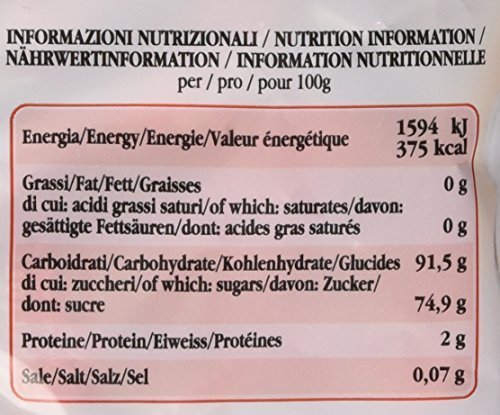 INFORMAZIONI NUTRIZIONALI / NUTRITION INFORMATION /
NÄHRWERTINFORMATION / INFORMATION NUTRITIONNELLE
per / pro / pour 100g
Energia/Energy/Energie/Valeur énergétique 1594 kJ
375 kcal
Grassi/Fat/Fett/Graisses 0 g
di cui: acidi grassi saturi/of which: saturates/davon:
gesättigte Fettsäuren/dont: acides gras saturés 0 g
Carboidrati/Carbohydrate/Kohlenhydrate/Glucides 91,5 g
di cui: zuccheri/of which: sugars/davon: Zucker/
dont: sucre 74,9 g
Proteine/Protein/Eiweiss/Protéines 2 g
Sale/Salt/Salz/Sel 0,07 g